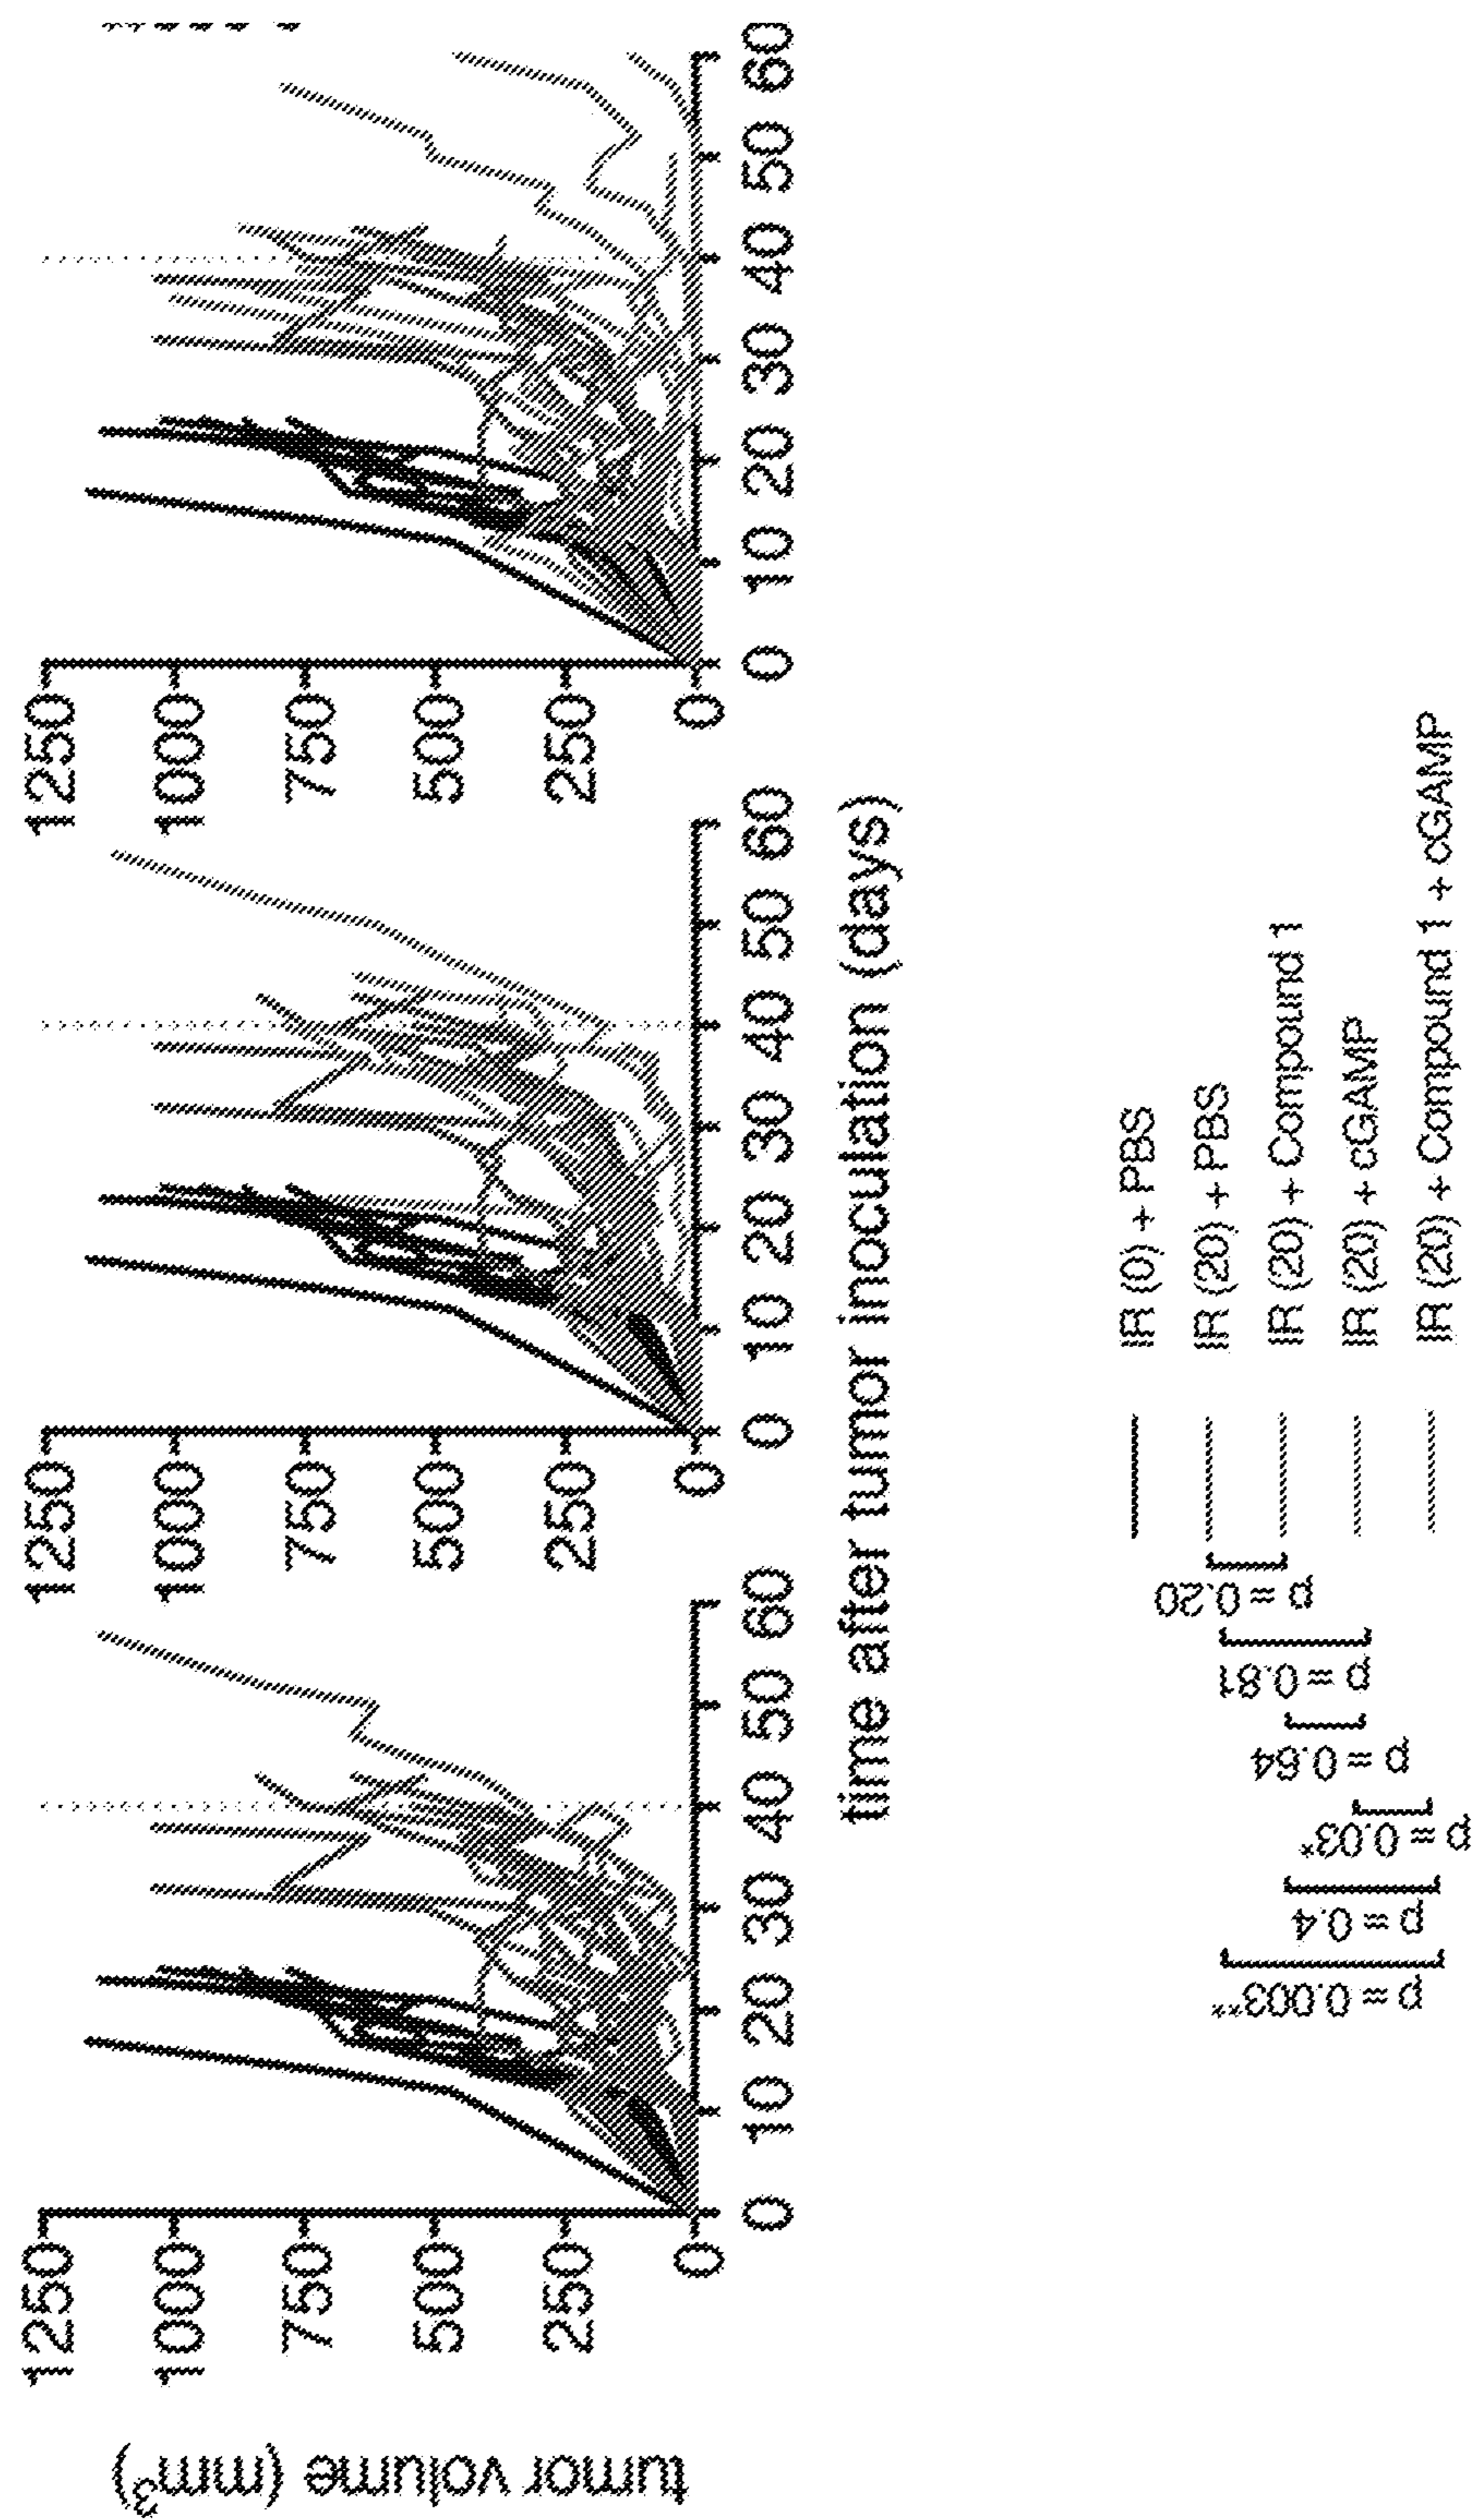 tumor volume (mm³)
1250
1000
750
500
250
0
0 10 20 30 40 50 60
1250
1000
750
500
250
0
0 10 20 30 40 50 60
1250
1000
750
500
250
0
0 10 20 30 40 50 60
time after tumor inoculation (days)
IR (0) + PBS
IR (20) + PBS
IR (20) + Compound 1
IR (20) + cGAMP
IR (20) + Compound 1 + cGAMP
p = 0.003**
p = 0.4
p = 0.03*
p = 0.64
p = 0.81
p = 0.20